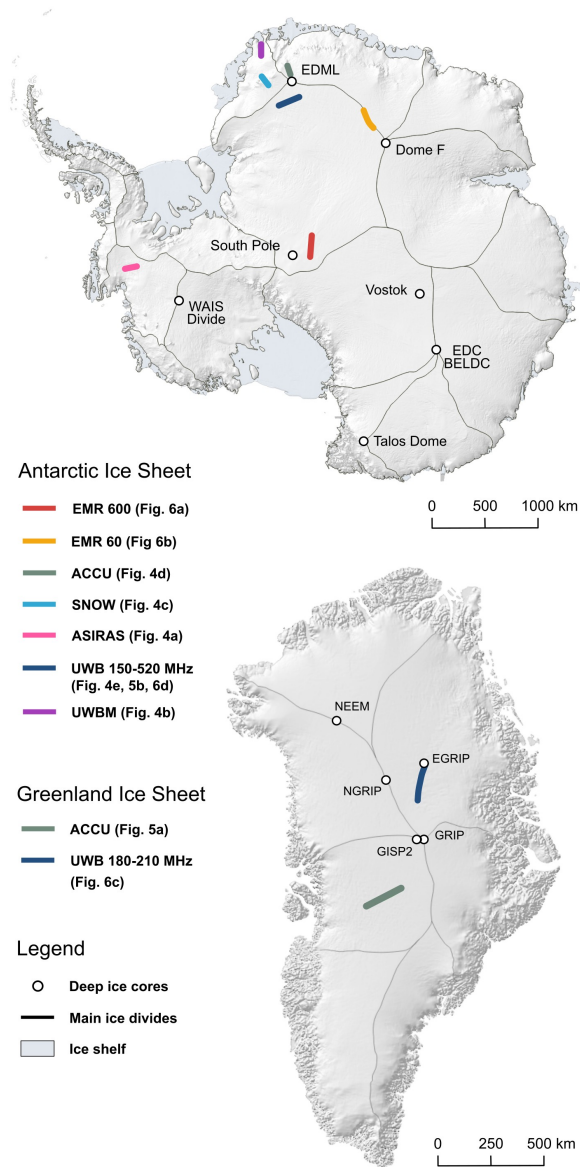 EDML
Dome F
South Pole
Vostok
WAIS
Divide
EDC
BELDC
Talos Dome
Antarctic Ice Sheet
EMR 600 (Fig. 6a)
EMR 60 (Fig 6b)
ACCU (Fig. 4d)
SNOW (Fig. 4c)
ASIRAS (Fig. 4a)
UWB 150-520 MHz
(Fig. 4e, 5b, 6d)
UWBM (Fig. 4b)
0 500 1000 km
NEEM
EGRIP
NGRIP
GRIP
GISP2
Greenland Ice Sheet
ACCU (Fig. 5a)
UWB 180-210 MHz
(Fig. 6c)
Legend
Deep ice cores
Main ice divides
Ice shelf
0 250 500 km